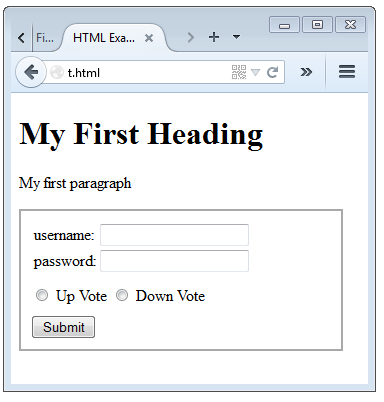 Fi... HTML Exa...
t.html
My First Heading
My first paragraph
username:
password:
Up Vote Down Vote
Submit